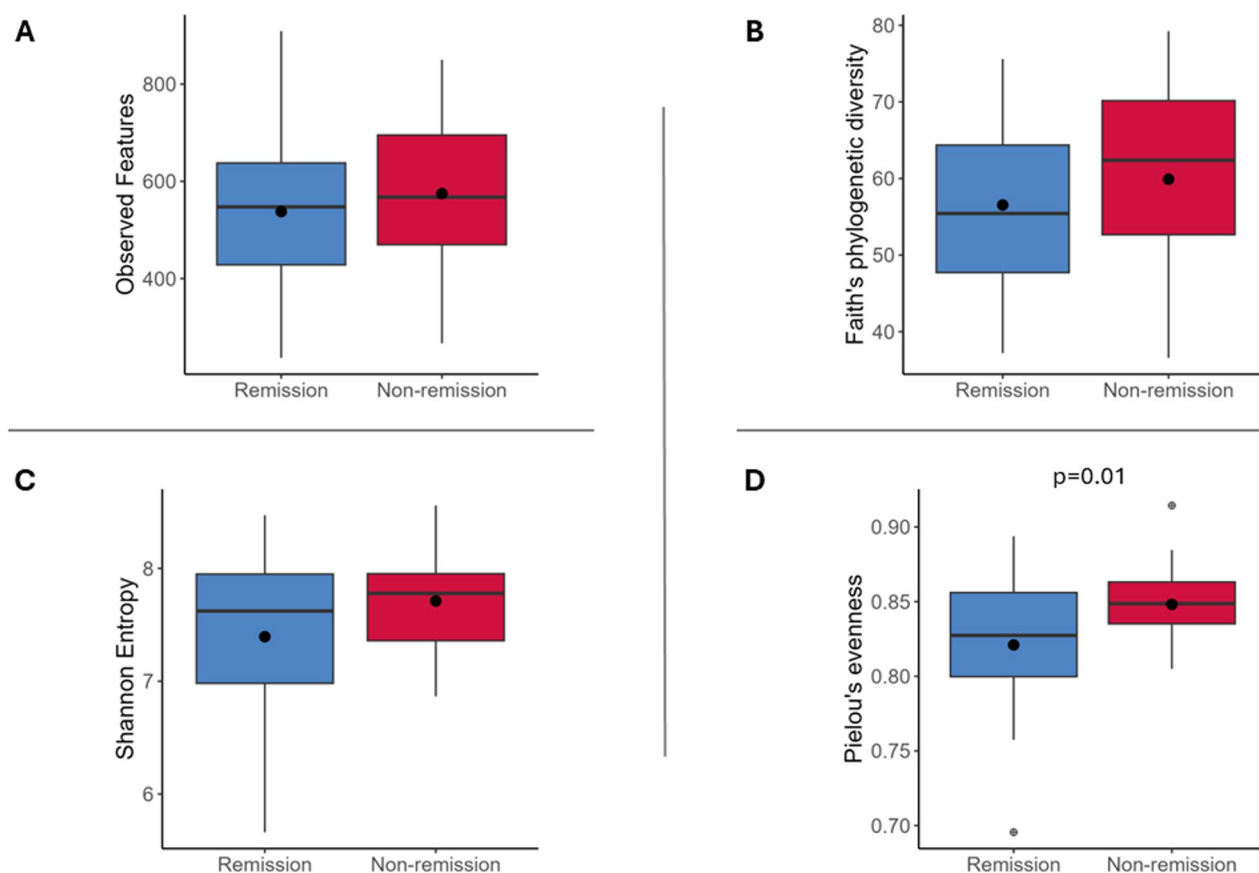 A
Observed Features
800
600
400
Remission
Non-remission
B
Faith's phylogenetic diversity
80
70
60
50
40
Remission
Non-remission
C
Shannon Entropy
8
7
6
Remission
Non-remission
D
p=0.01
Pielou's evenness
0.90
0.85
0.80
0.75
0.70
Remission
Non-remission